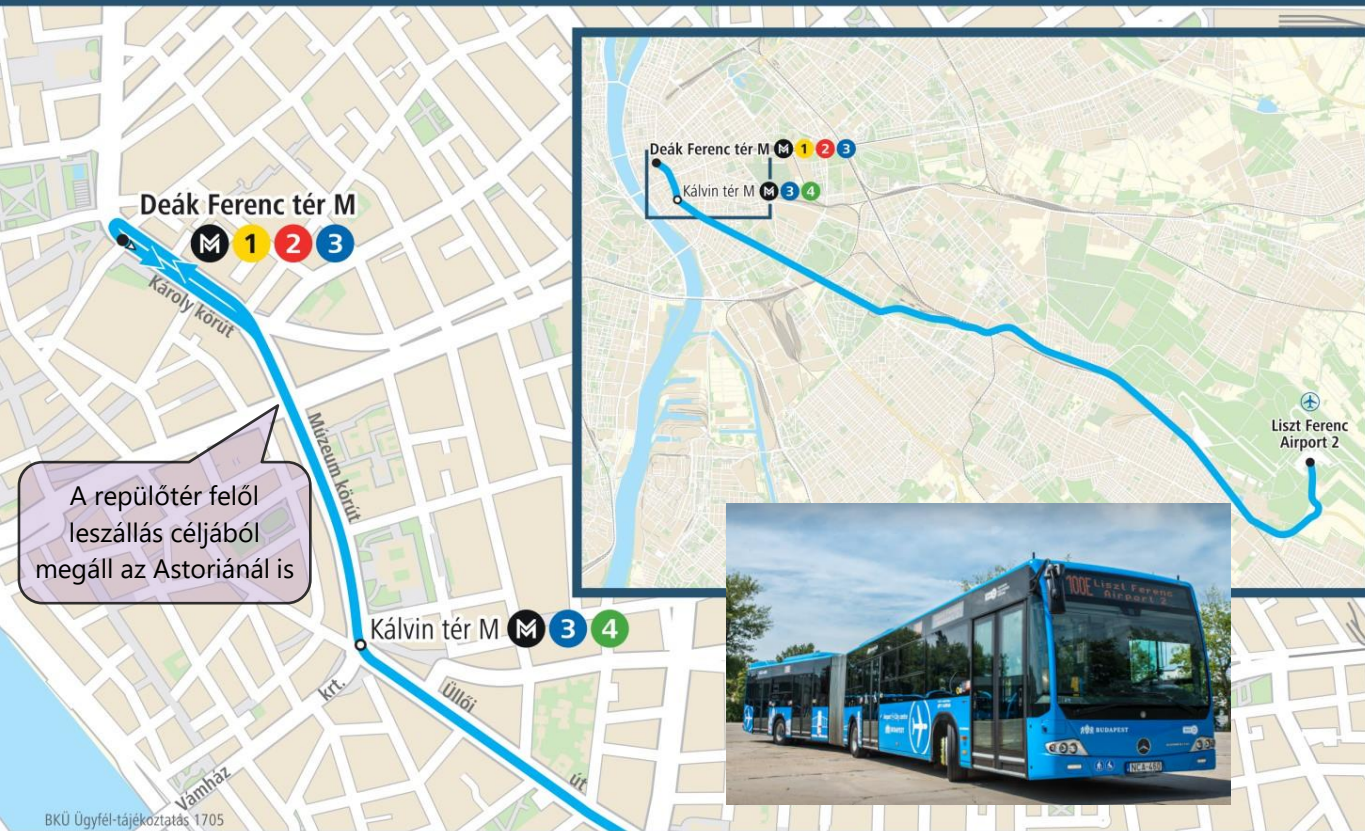 Deák Ferenc tér M
M 1 2 3
Károly körút
Múzeum körút
A repülőtér felől
leszállás céljából
megáll az Astoriánál is
Kálvin tér M M 3 4
krt.
Üllői
Vámház
út
BKÜ Ügyfél-tájékoztatás 1705
Deák Ferenc tér M M 1 2 3
Kálvin tér M M 3 4
Liszt Ferenc
Airport 2
100E Liszt Ferenc
Airport 2
BUDAPEST
NCA-460